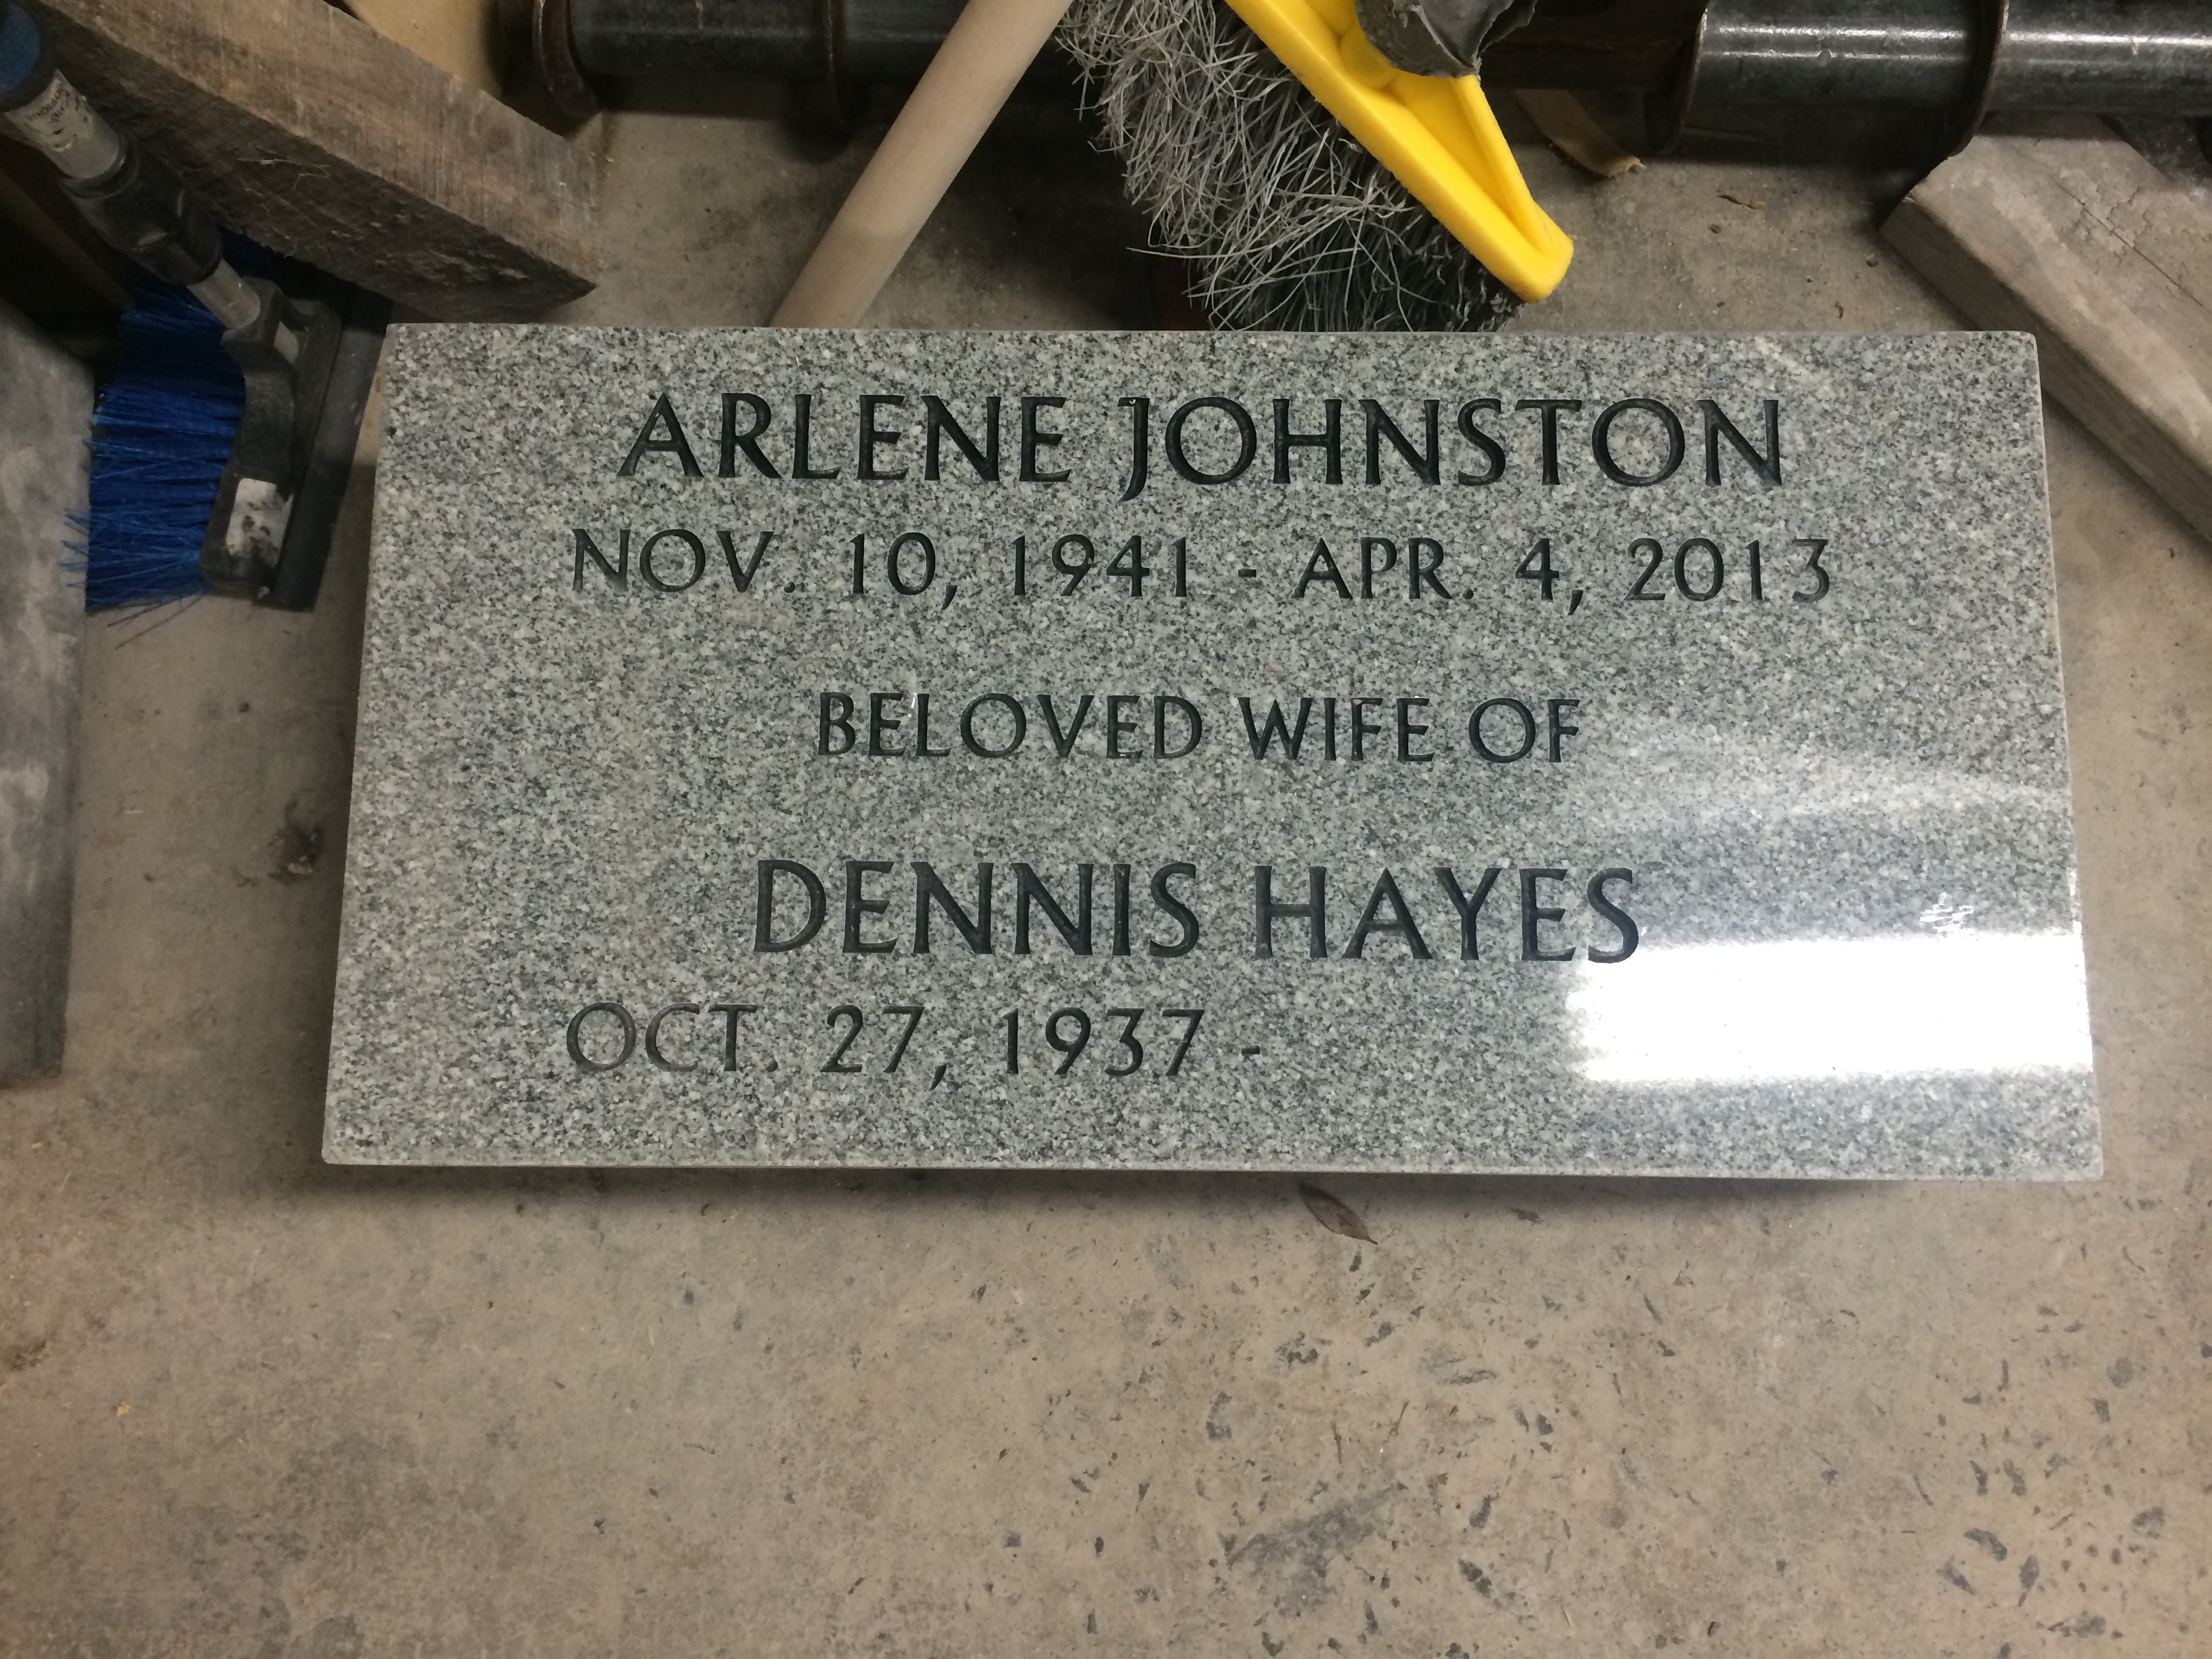 ARLENE JOHNSTON
NOV. 10, 1941 - APR. 4, 2013
BELOVED WIFE OF
DENNIS HAYES
OCT. 27, 1937 -